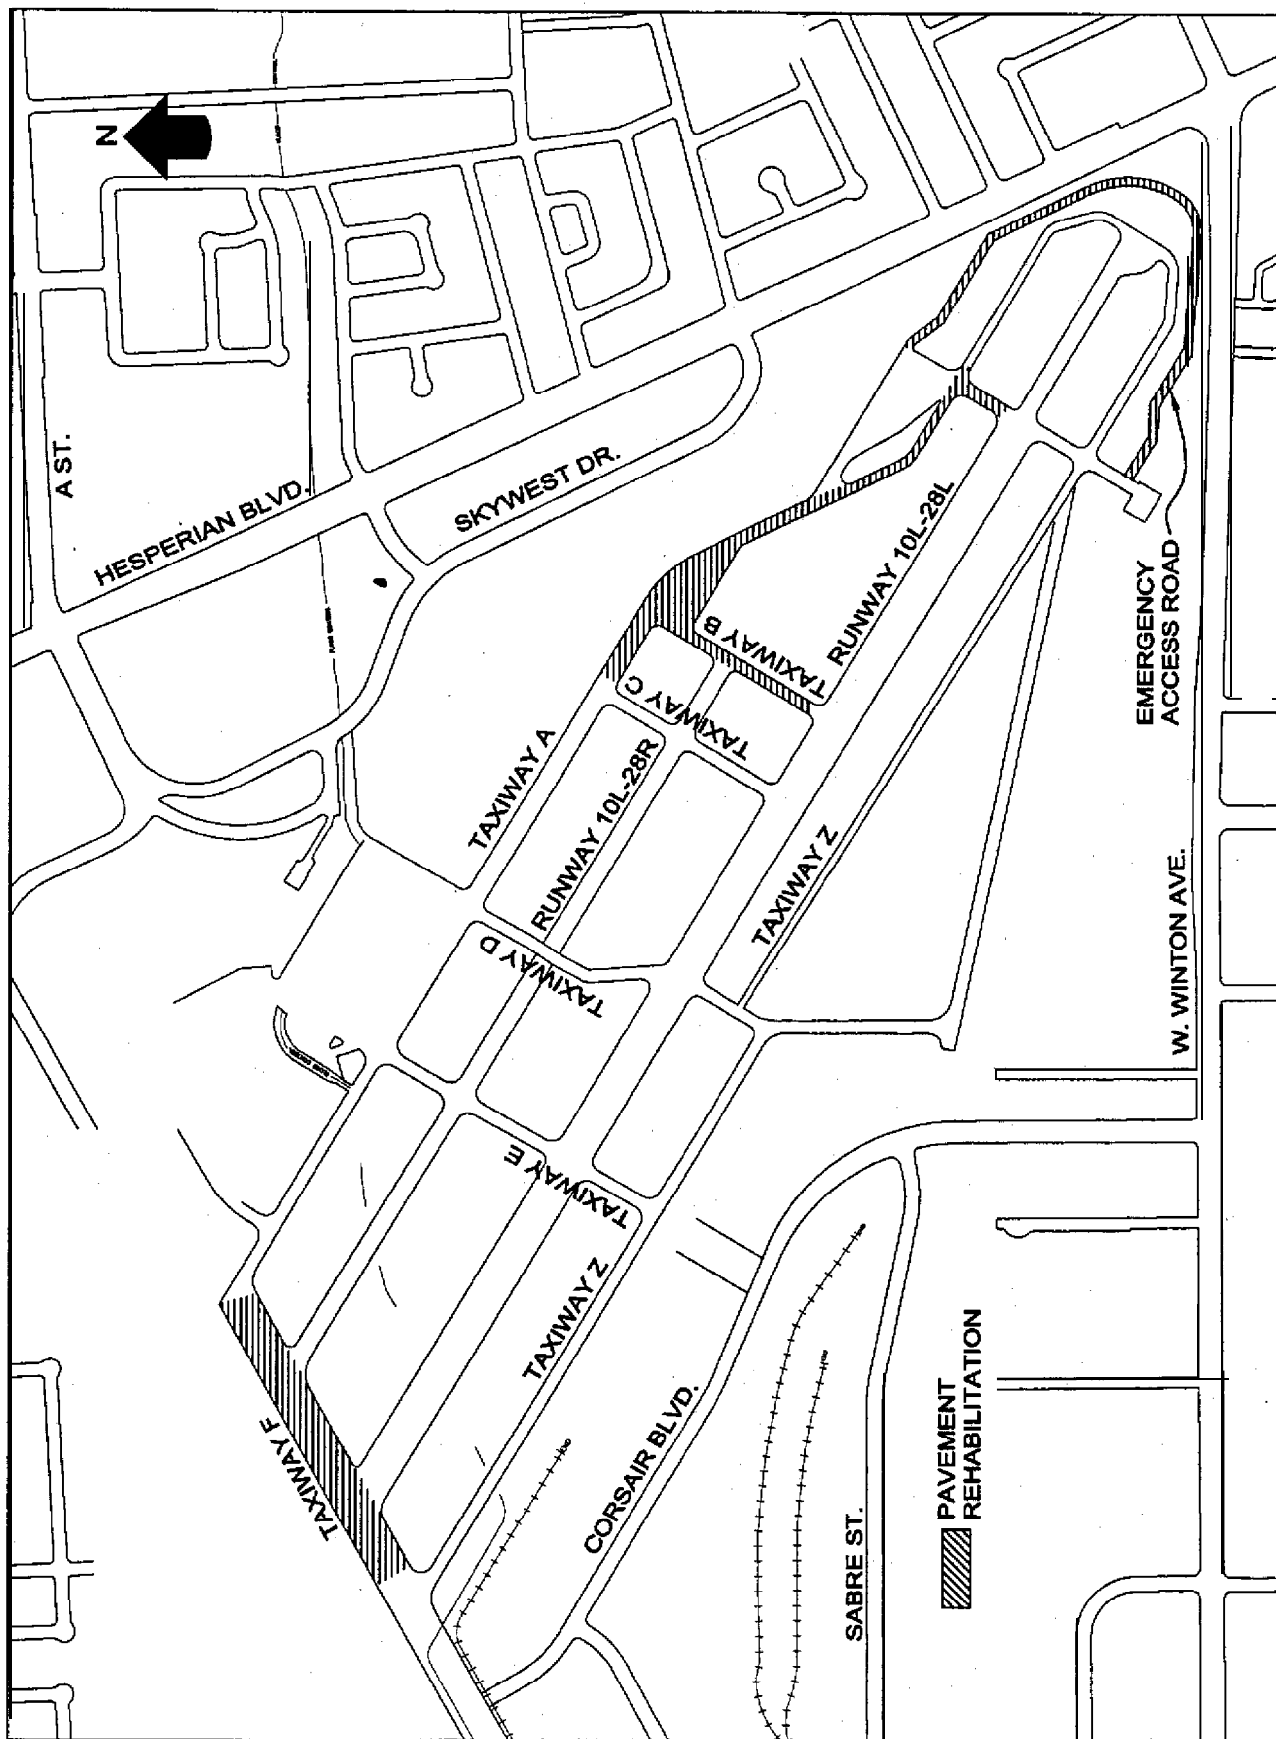 N
A ST.
HESPERIAN BLVD.
SKYWEST DR.
TAXIWAY A
RUNWAY 10L-28R
TAXIWAY B
TAXIWAY C
RUNWAY 10L-28L
TAXIWAY D
TAXIWAY Z
TAXIWAY E
TAXIWAY Z
TAXIWAY F
EMERGENCY
ACCESS ROAD
W. WINTON AVE.
CORSAIR BLVD.
SABRE ST.
PAVEMENT
REHABILITATION